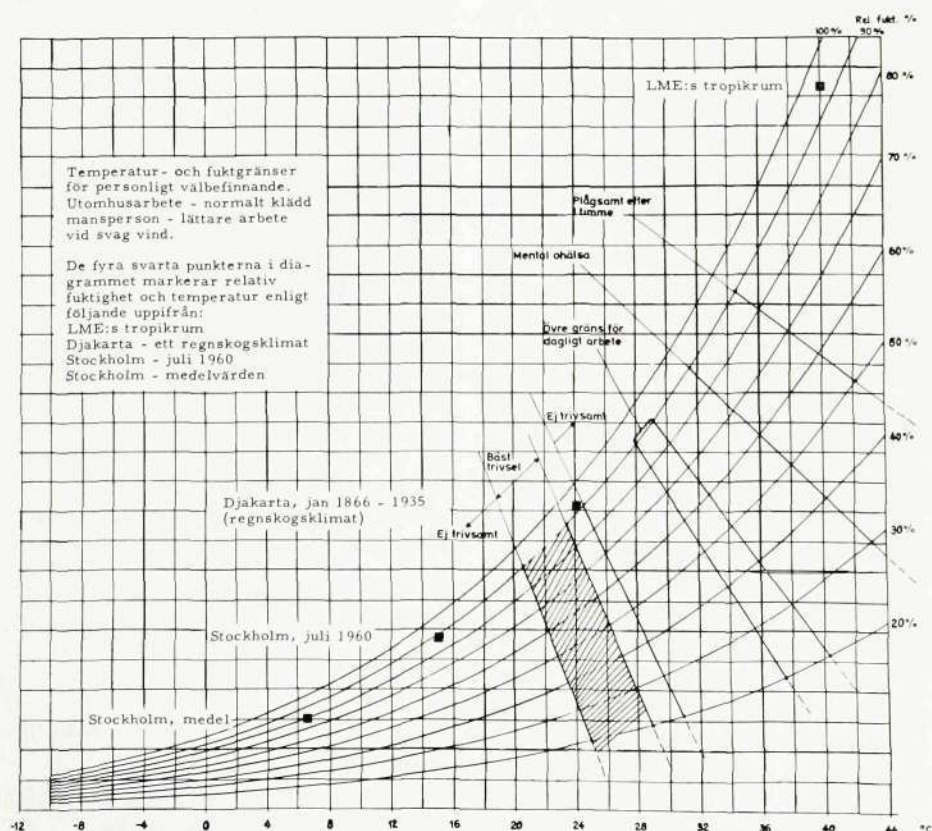 Rel fukt. %
100% 90%
80 %
LME:s tropikrum
70 %
Temperatur- och fuktgränser
för personligt välbefinnande.
Utomhusarbete - normalt klädd
mansperson - lättare arbete
vid svag vind.
De fyra svarta punkterna i dia-
grammet markerar relativ
fuktighet och temperatur enligt
följande uppifrån:
LME:s tropikrum
Djakarta - ett regnskogsklimat
Stockholm - juli 1960
Stockholm - medelvärden
Plågsamt efter
1 timme
60%
Mental ohälsa
Övre gräns för
dagligt arbete
50 %
Ej trivsamt
40%
Bäst
trivsel
Djakarta, jan 1866 - 1935
(regnskogsklimat)
Ej trivsamt
30%
20%
Stockholm, juli 1960
Stockholm, medel
-12 -8 -4 0 4 8 12 16 20 24 28 32 36 40 44 °C